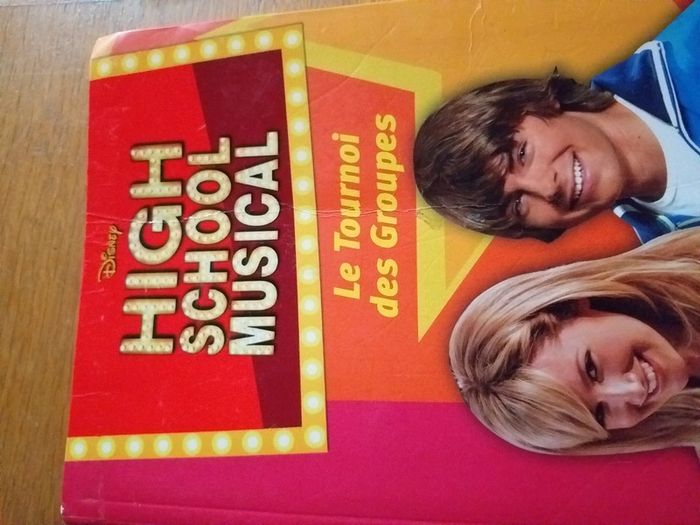 Disney
HIGH
SCHOOL
MUSICAL
Le Tournoi
des Groupes